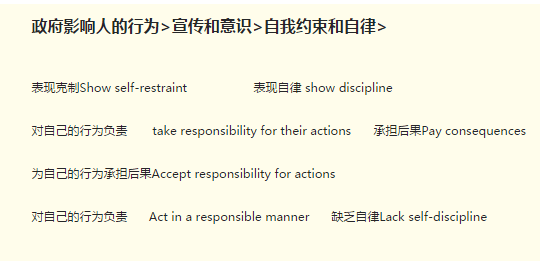 政府影响人的行为>宣传和意识>自我约束和自律>
表现克制Show self-restraint 表现自律 show discipline
对自己的行为负责 take responsibility for their actions 承担后果Pay consequences
为自己的行为承担后果Accept responsibility for actions
对自己的行为负责 Act in a responsible manner 缺乏自律Lack self-discipline